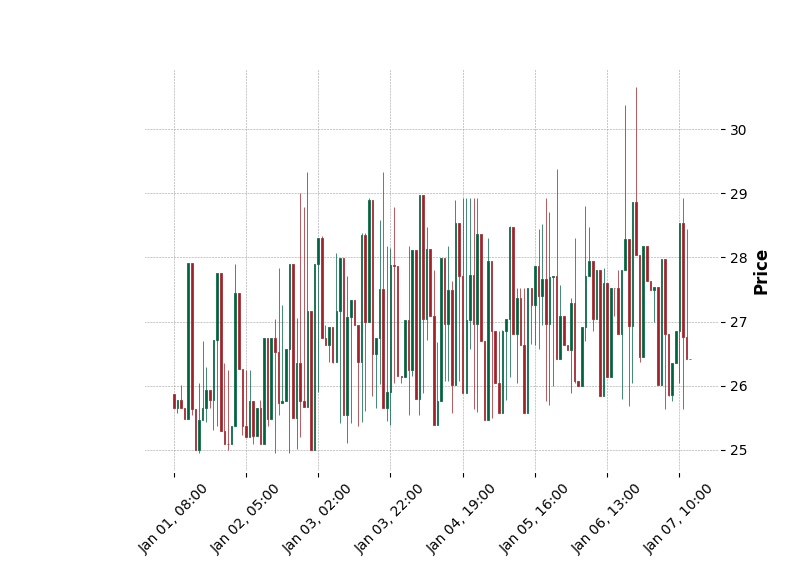 30
29
28
27
26
25
Price
Jan 01, 08:00
Jan 02, 05:00
Jan 03, 02:00
Jan 03, 22:00
Jan 04, 19:00
Jan 05, 16:00
Jan 06, 13:00
Jan 07, 10:00